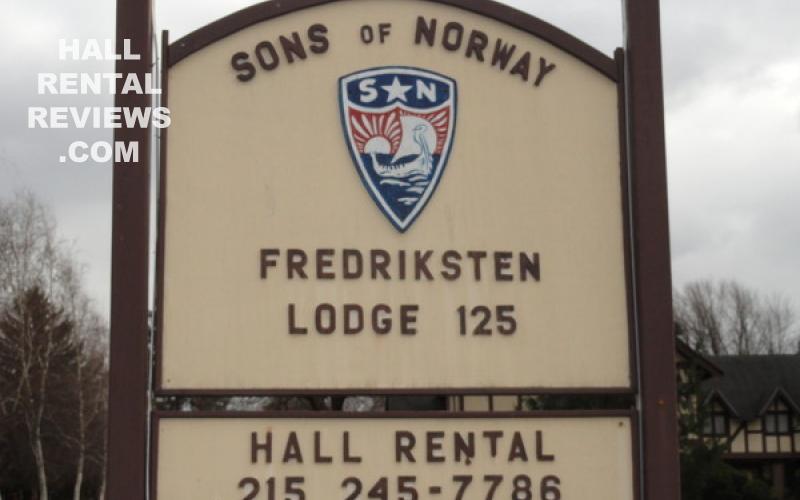 HALL
RENTAL
REVIEWS
.COM
SONS OF NORWAY
S N
FREDRIKSTEN
LODGE 125
HALL RENTAL
215 245-7786